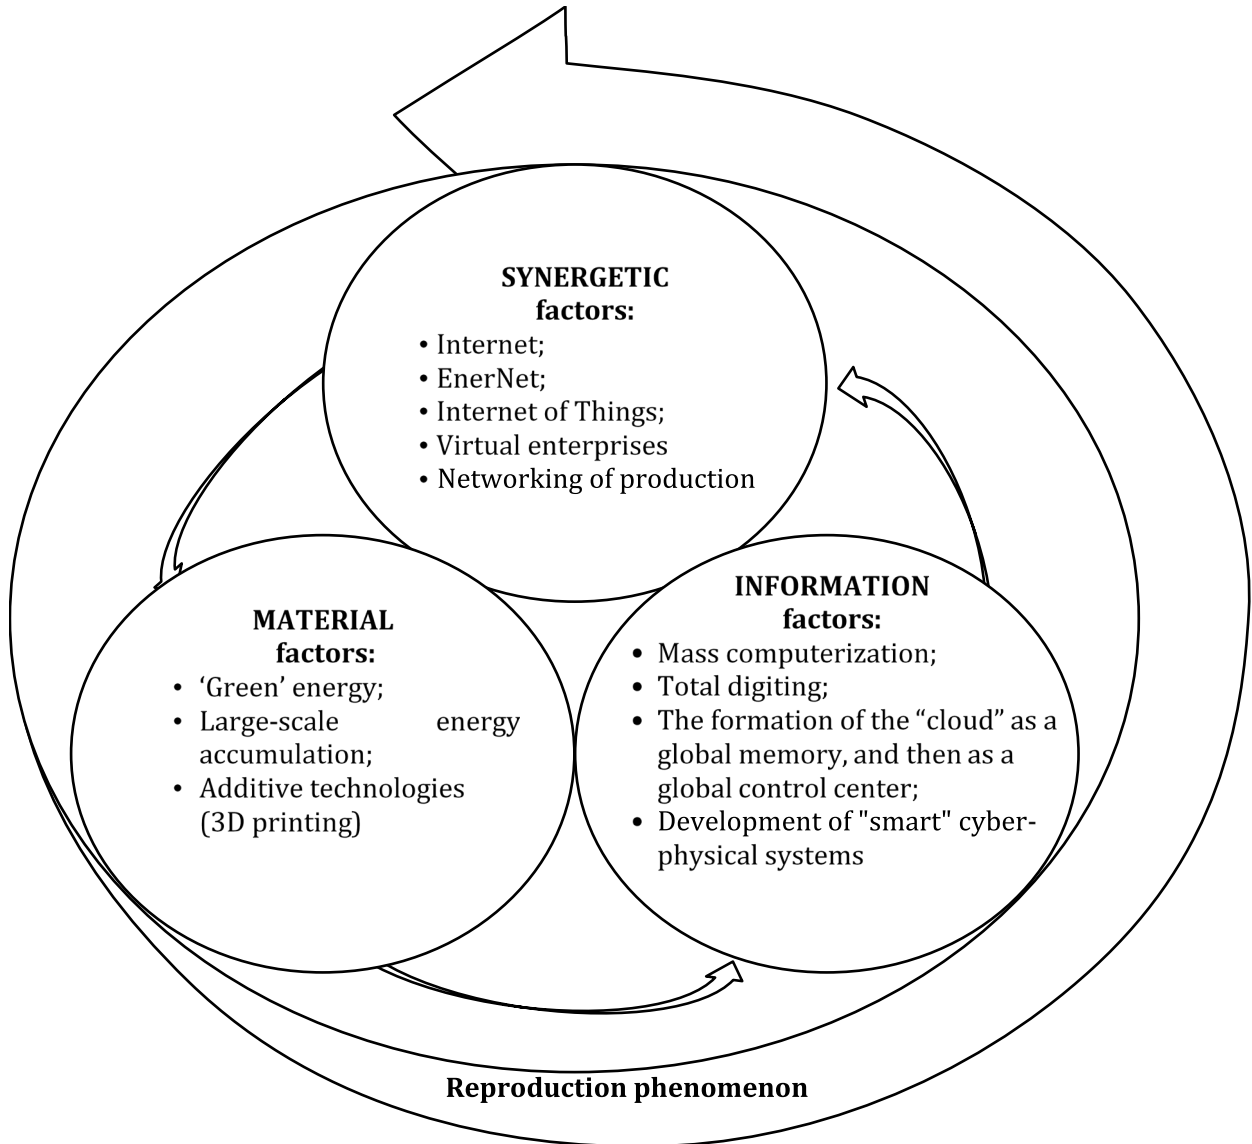 SYNERGETIC
factors:
• Internet;
• EnerNet;
• Internet of Things;
• Virtual enterprises
• Networking of production
MATERIAL
factors:
• ‘Green’ energy;
• Large-scale energy
accumulation;
• Additive technologies
(3D printing)
INFORMATION
factors:
• Mass computerization;
• Total digiting;
• The formation of the “cloud” as a
global memory, and then as a
global control center;
• Development of "smart" cyber-
physical systems
Reproduction phenomenon